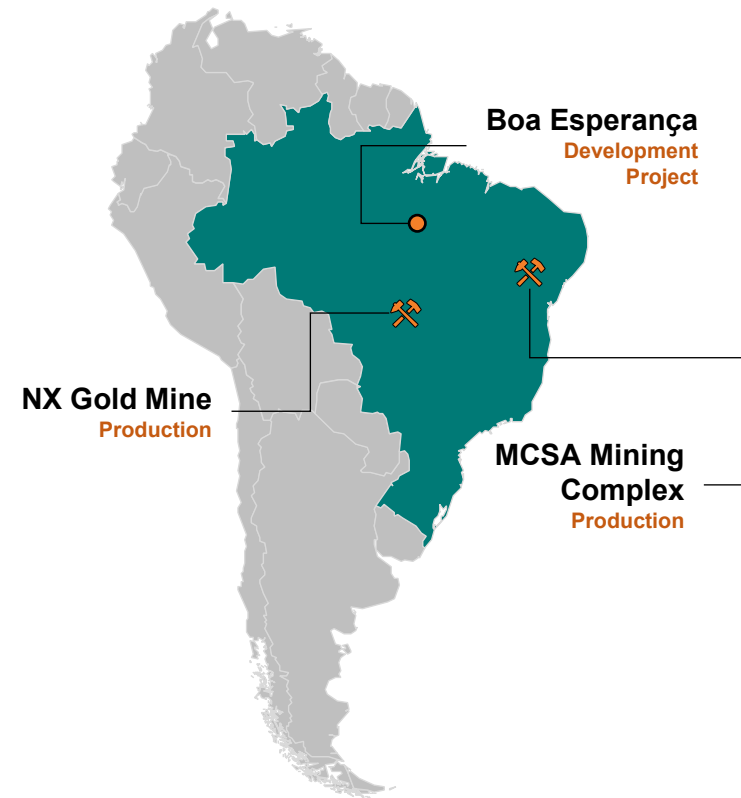 Boa Esperança
Development
Project
NX Gold Mine
Production
MCSA Mining
Complex
Production